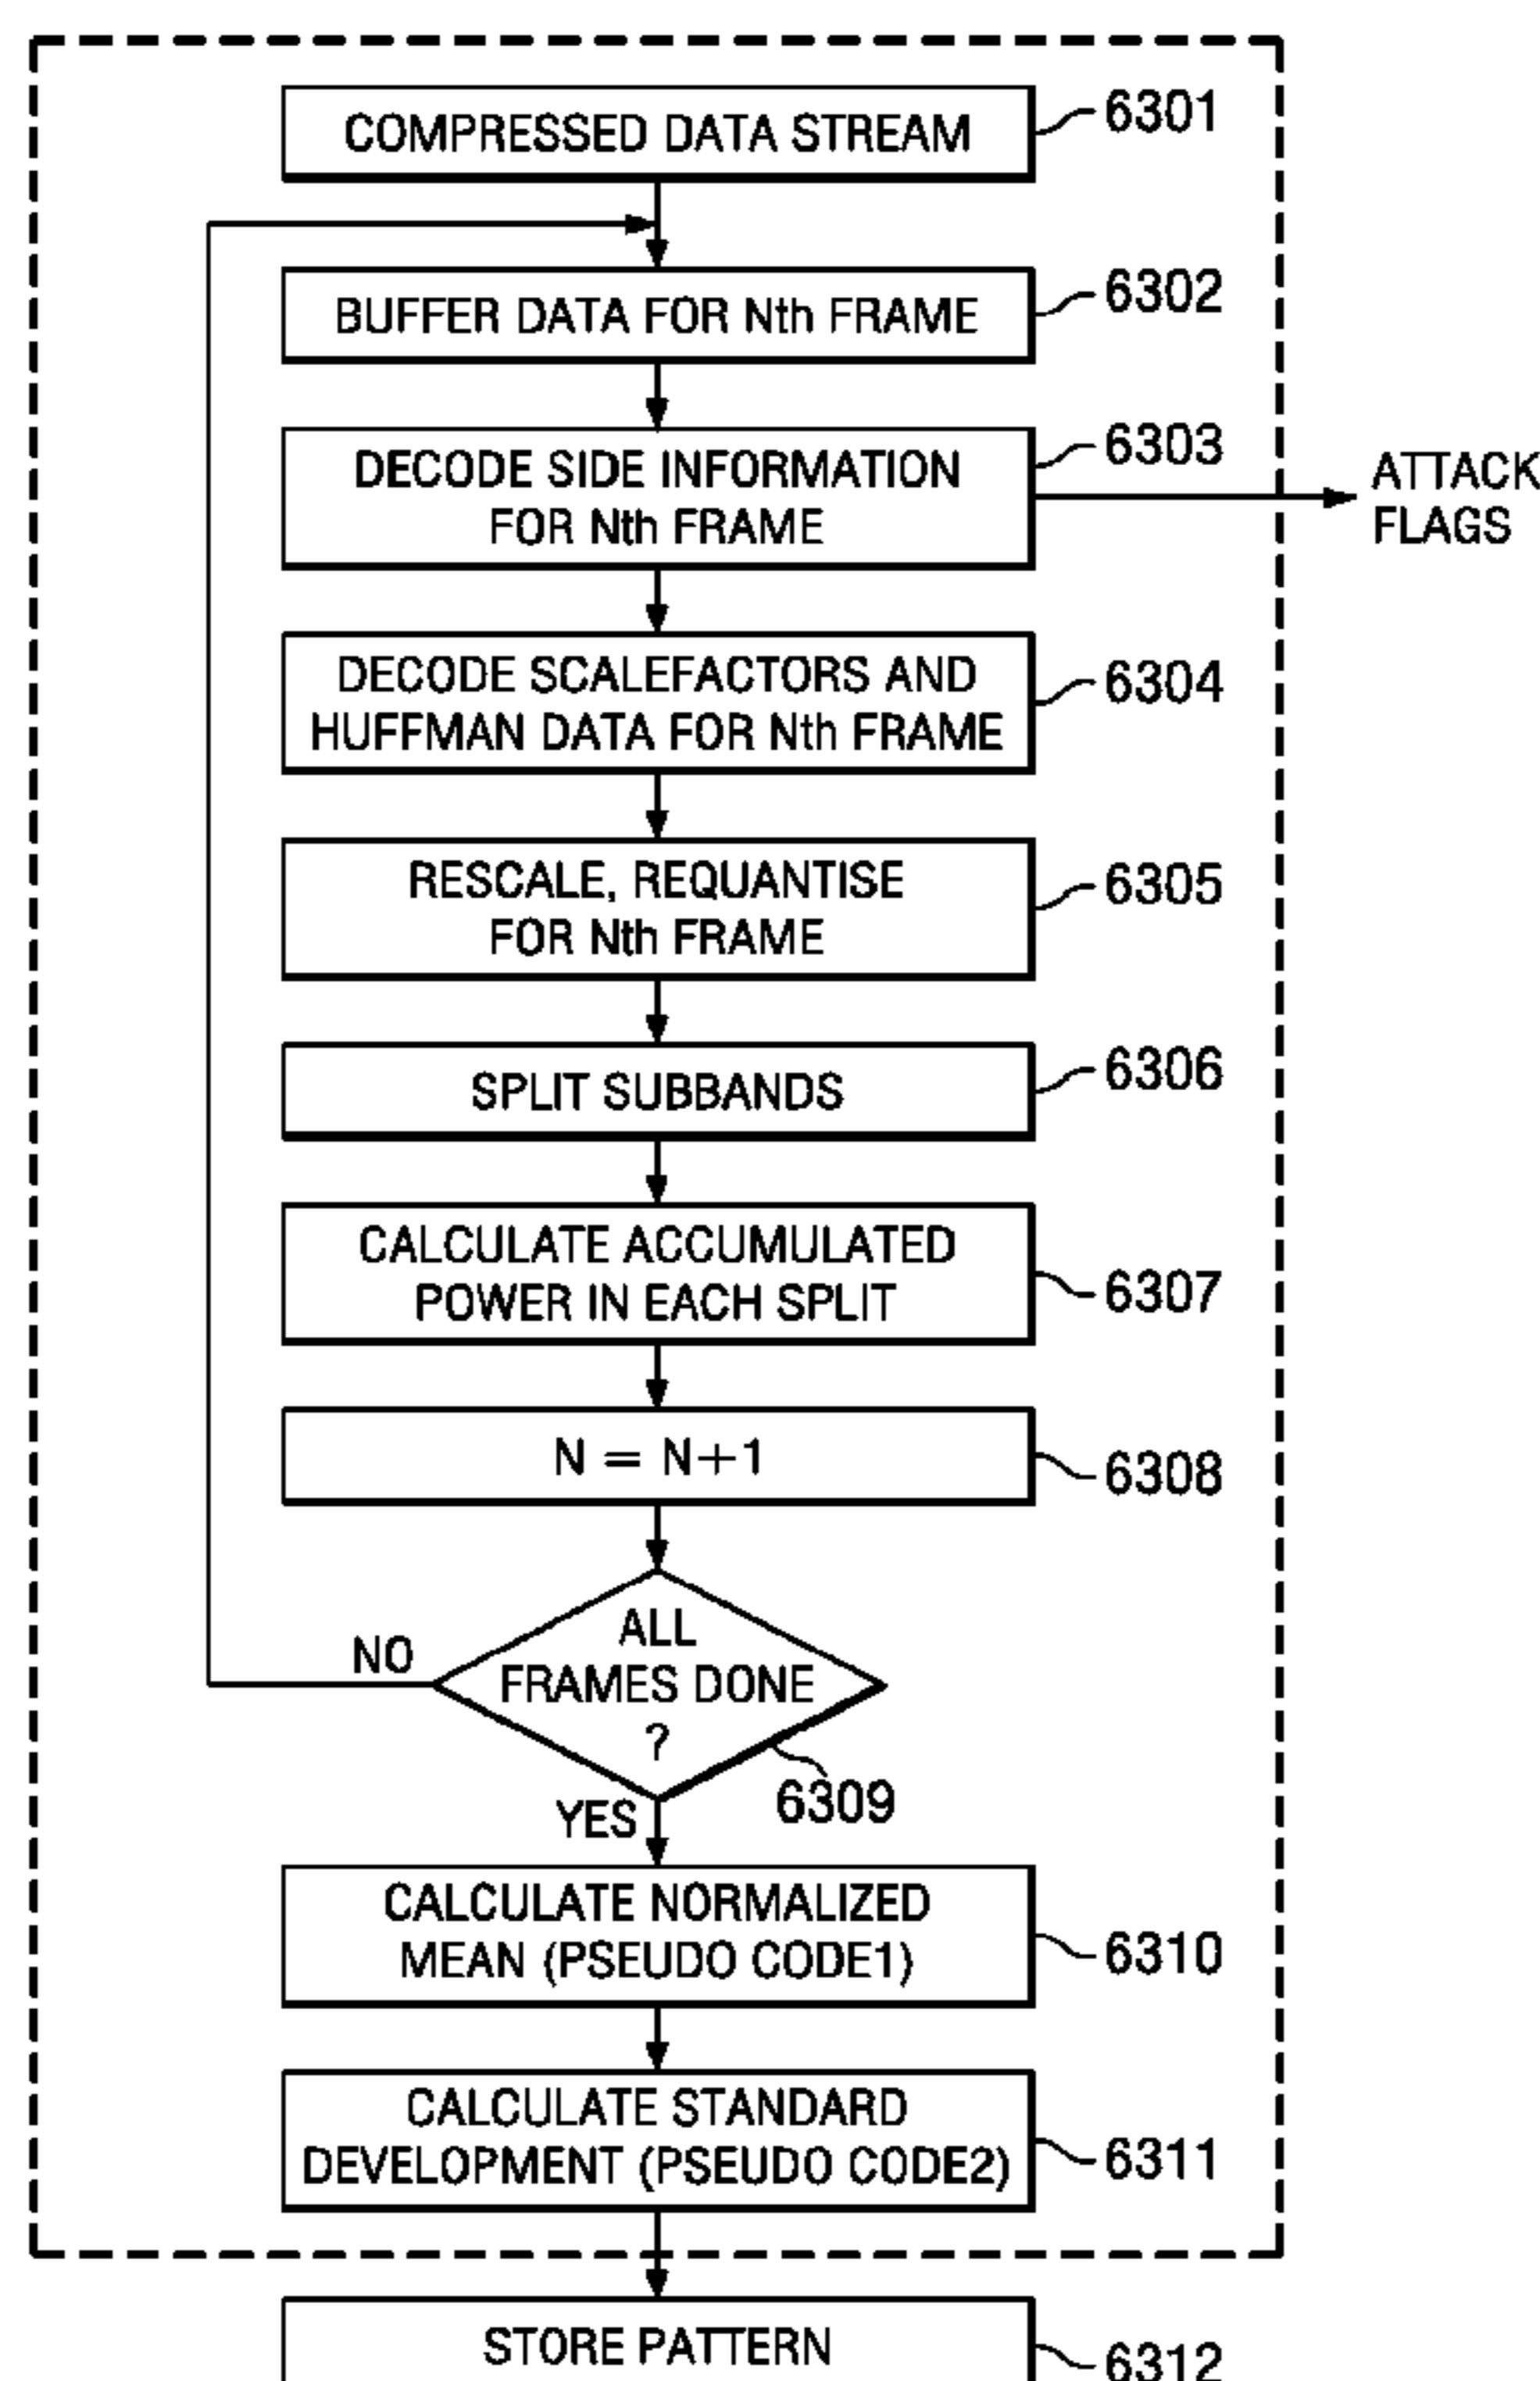 COMPRESSED DATA STREAM
6301
BUFFER DATA FOR Nth FRAME
6302
DECODE SIDE INFORMATION
FOR Nth FRAME
6303
ATTACK
FLAGS
DECODE SCALEFACTORS AND
HUFFMAN DATA FOR Nth FRAME
6304
RESCALE, REQUANTISE
FOR Nth FRAME
6305
SPLIT SUBBANDS
6306
CALCULATE ACCUMULATED
POWER IN EACH SPLIT
6307
N = N+1
6308
ALL
FRAMES DONE
?
6309
NO
YES
CALCULATE NORMALIZED
MEAN (PSEUDO CODE1)
6310
CALCULATE STANDARD
DEVELOPMENT (PSEUDO CODE2)
6311
STORE PATTERN
6312